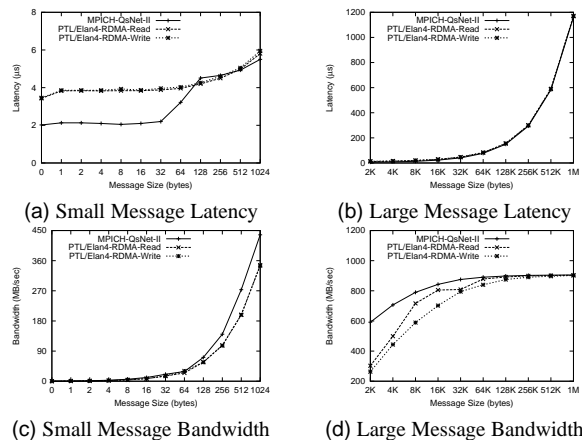 MPICH-QsNet-II
PTL/Elan4-RDMA-Read
PTL/Elan4-RDMA-Write
Latency (μs)
8
6
4
2
0
0 1 2 4 8 16 32 64 128 256 512 1024
Message Size (bytes)
(a) Small Message Latency
MPICH-QsNet-II
PTL/Elan4-RDMA-Read
PTL/Elan4-RDMA-Write
Latency (μs)
1200
1000
800
600
400
200
0
2K 4K 8K 16K 32K 64K 128K 256K 512K 1M
Message Size (bytes)
(b) Large Message Latency
MPICH-QsNet-II
PTL/Elan4-RDMA-Read
PTL/Elan4-RDMA-Write
Bandwidth (MB/sec)
450
360
270
180
90
0
0 1 2 4 8 16 32 64 128 256 512 1024
Message Size (bytes)
(c) Small Message Bandwidth
MPICH-QsNet-II
PTL/Elan4-RDMA-Read
PTL/Elan4-RDMA-Write
Bandwidth (MB/sec)
1200
1000
800
600
400
200
2K 4K 8K 16K 32K 64K 128K 256K 512K 1M
Message Size (bytes)
(d) Large Message Bandwidth